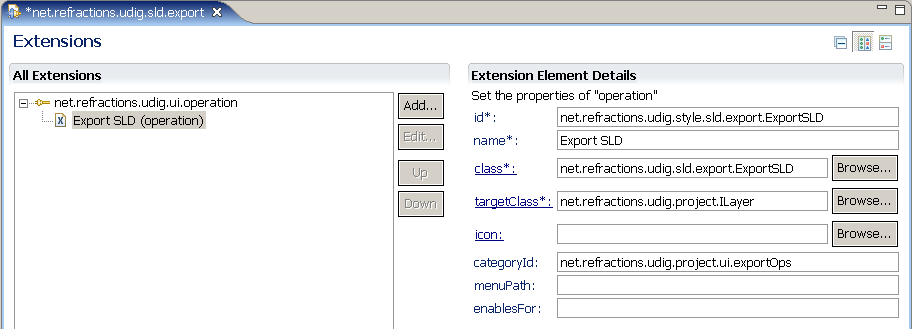 *net.refractions.udig.sld.export
Extensions
All Extensions
net.refractions.udig.ui.operation
Export SLD (operation)
Add...
Edit...
Up
Down
Extension Element Details
Set the properties of "operation"
id*: net.refractions.udig.style.sld.export.ExportSLD
name*: Export SLD
class*: net.refractions.udig.sld.export.ExportSLD Browse...
targetClass*: net.refractions.udig.project.ILayer Browse...
icon: Browse...
categoryId: net.refractions.udig.project.ui.exportOps
menuPath:
enablesFor: